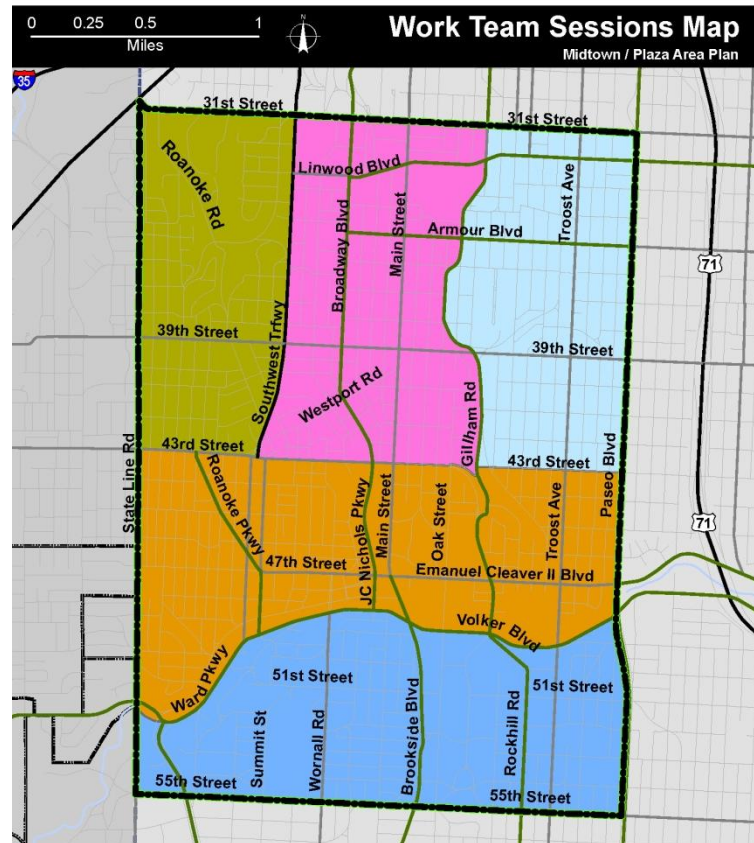 0 0.25 0.5 1
Miles
Work Team Sessions Map
Midtown / Plaza Area Plan
35
31st Street
31st Street
Roanoke Rd
Linwood Blvd
Troost Ave
Broadway Blvd
Main Street
Armour Blvd
71
39th Street
Southwest Trfwy
39th Street
Westport Rd
Gillham Rd
43rd Street
43rd Street
State Line Rd
Roanoke Pkwy
JC Nichols Pkwy
Main Street
Oak Street
Troost Ave
Paseo Blvd
71
47th Street
Emanuel Cleaver II Blvd
Volker Blvd
Ward Pkwy
51st Street
51st Street
Summit St
Wornall Rd
Brookside Blvd
Rockhill Rd
55th Street
55th Street